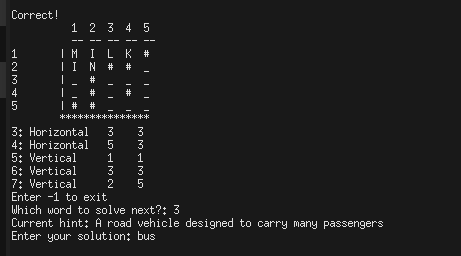 Correct!
1 2 3 4 5
-- -- -- -- --
1 | M I L K #
2 | I N # # _
3 | _ # _ _ _
4 | _ # _ # _
5 | # # _ _ _
***************
3: Horizontal 3 3
4: Horizontal 5 3
5: Vertical 1 1
6: Vertical 3 3
7: Vertical 2 5
Enter -1 to exit
Which word to solve next?: 3
Current hint: A road vehicle designed to carry many passengers
Enter your solution: bus